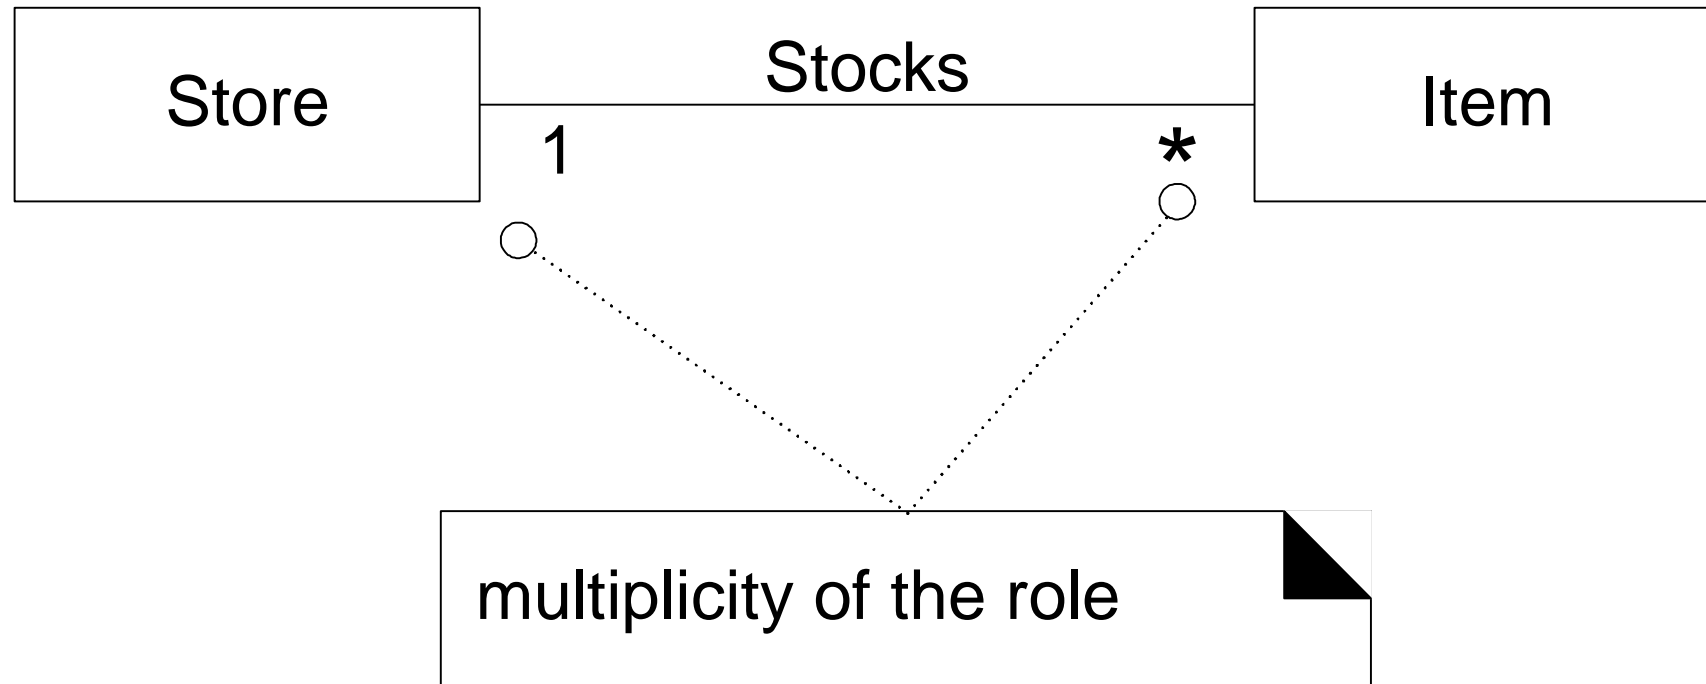 Stocks
Store
Item
1
*
multiplicity of the role